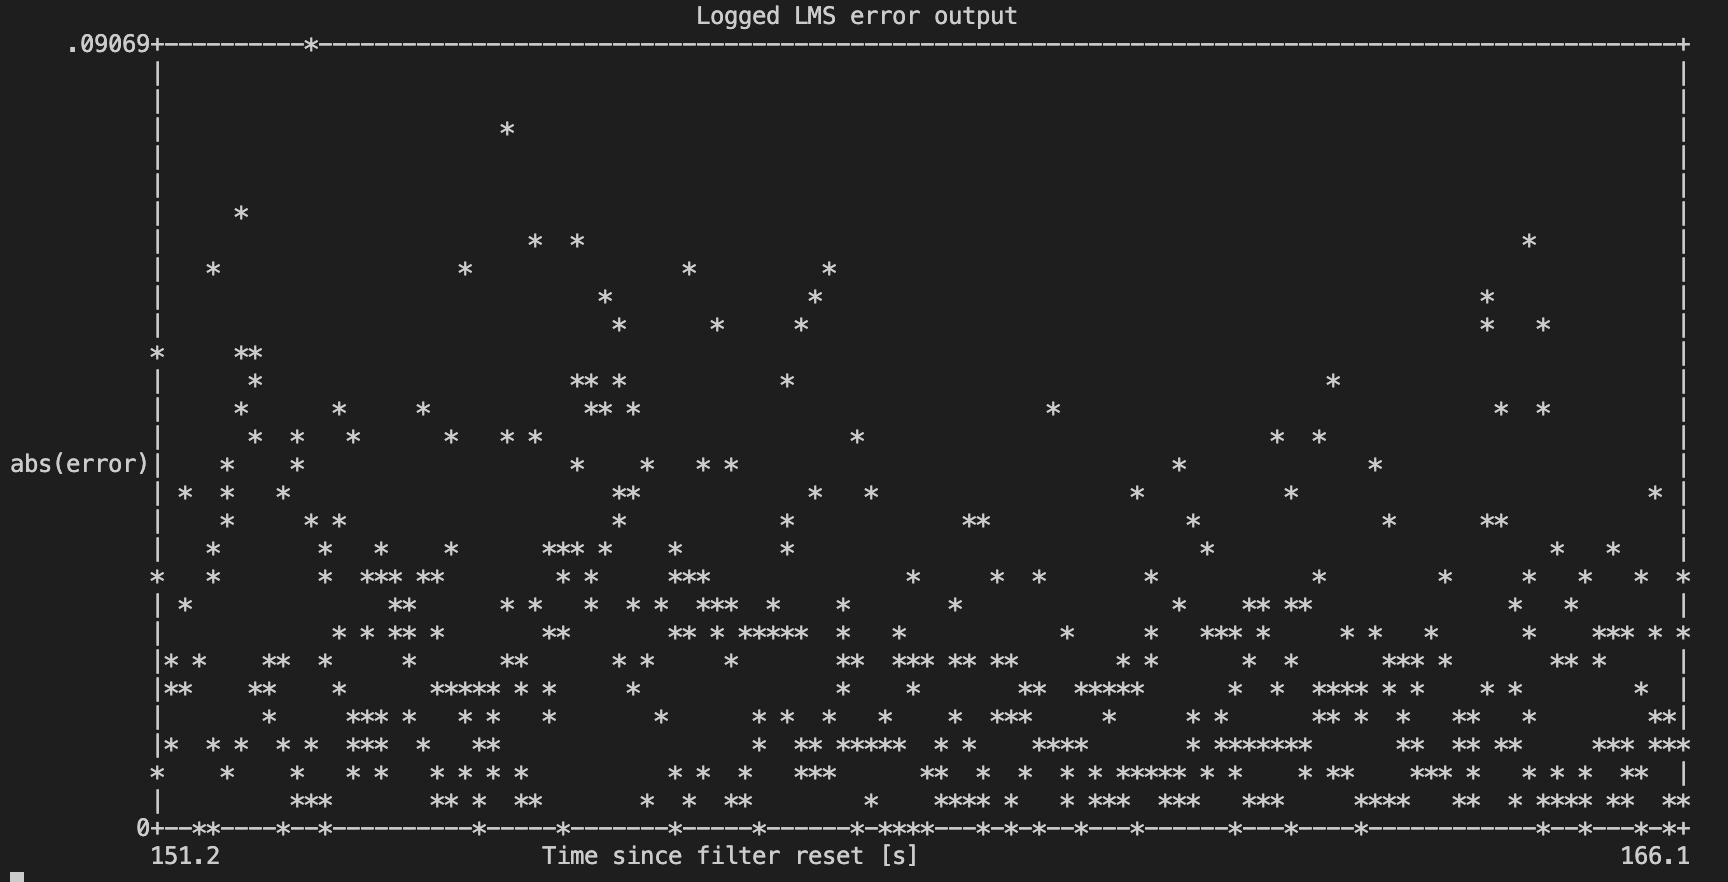 Logged LMS error output
.09069
abs(error)
0
151.2 Time since filter reset [s] 166.1